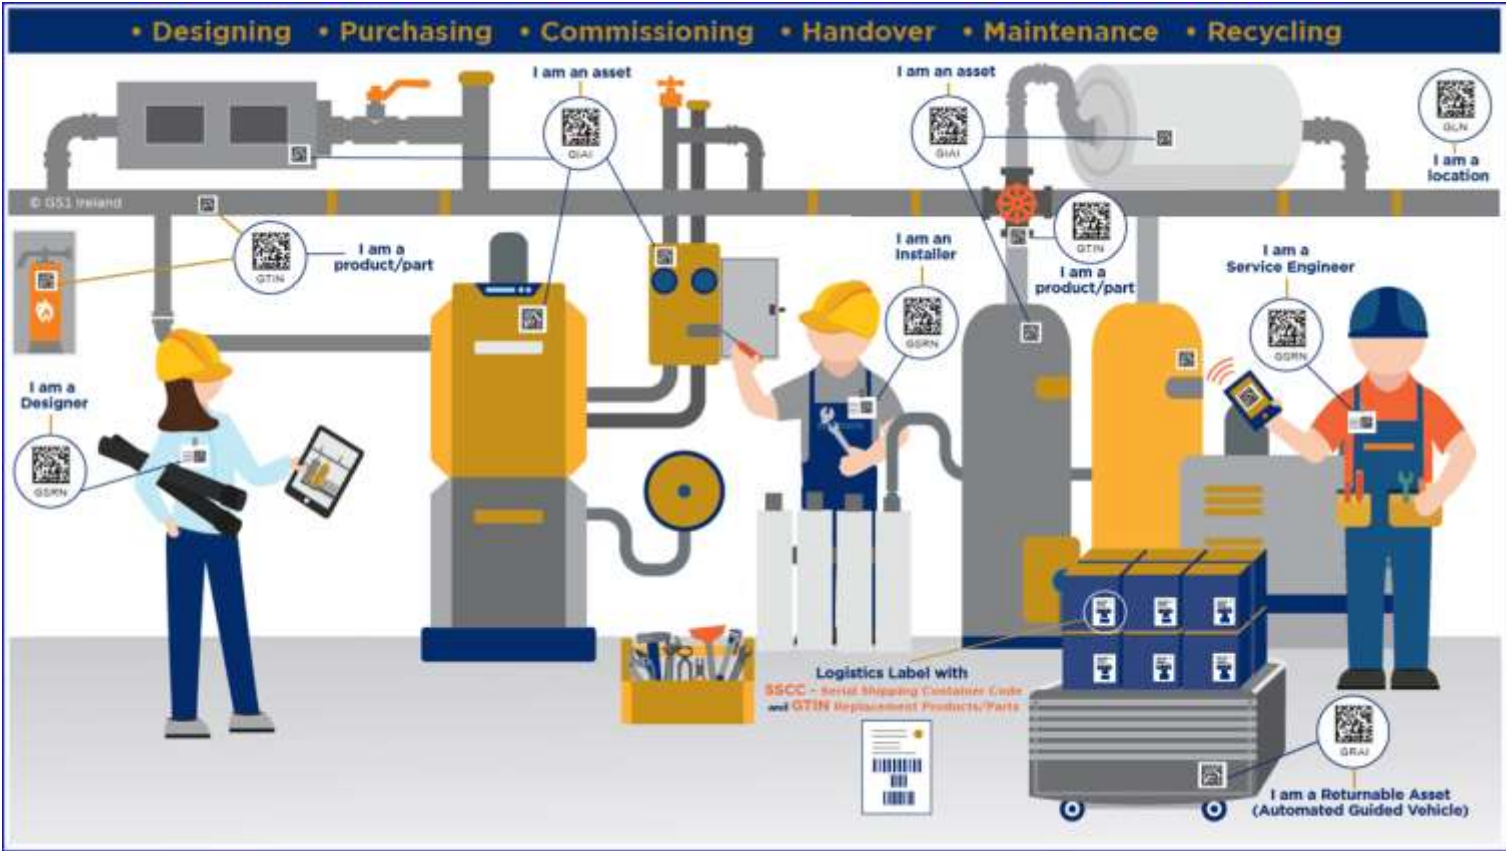 • Designing • Purchasing • Commissioning • Handover • Maintenance • Recycling
I am an asset
GIAI
I am an asset
GIAI
GLN
I am a
location
© GS1 Ireland
GTIN
I am a
product/part
I am an
Installer
GSRN
GTIN
I am a
product/part
I am a
Service Engineer
GSRN
I am a
Designer
GSRN
Logistics Label with
SSCC - Serial Shipping Container Code
and GTIN Replacement Products/Parts
GRAI
I am a Returnable Asset
(Automated Guided Vehicle)